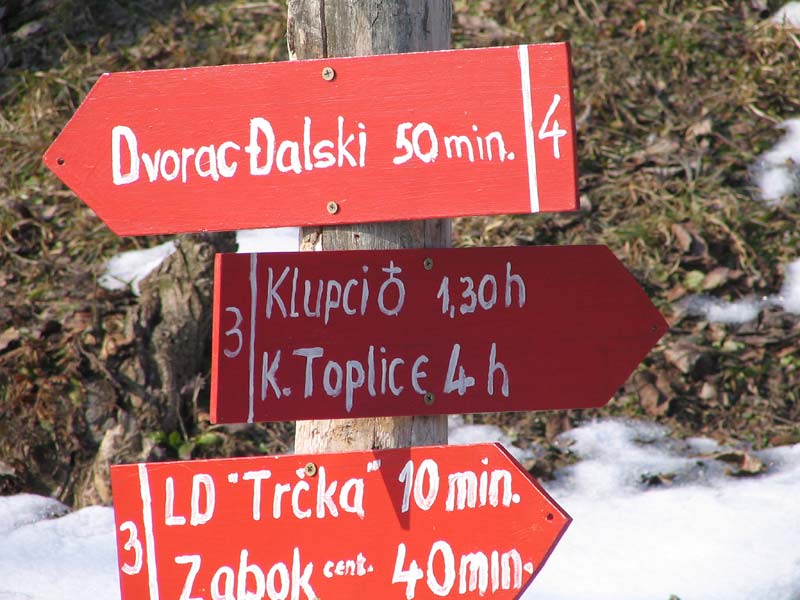 Dvorac Đalski 50 min. 4
3 Klupci ♁ 1,30 h
K. Toplice 4 h
3 LD "Trčka" 10 min.
Zabok cent. 40 min.